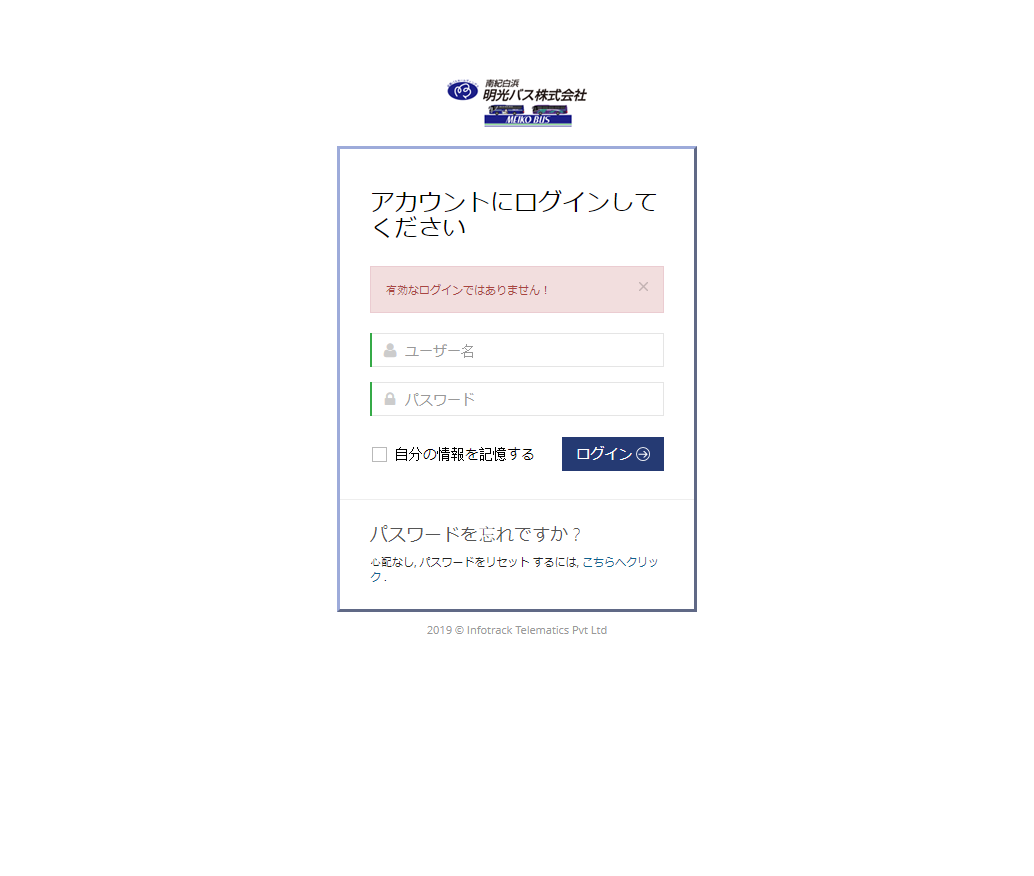 南紀白浜
明光バス株式会社
MEIKO BUS
アカウントにログインして
ください
有効なログインではありません！
×
ユーザー名
パスワード
自分の情報を記憶する
ログイン
パスワードを忘れですか？
心配なし, パスワードをリセット するには, こちらへクリッ
ク .
2019 © Infotrack Telematics Pvt Ltd